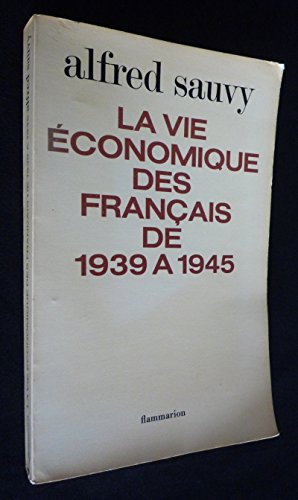 alfred sauvy
LA VIE
ÉCONOMIQUE
DES
FRANÇAIS
DE
1939 A 1945
flammarion